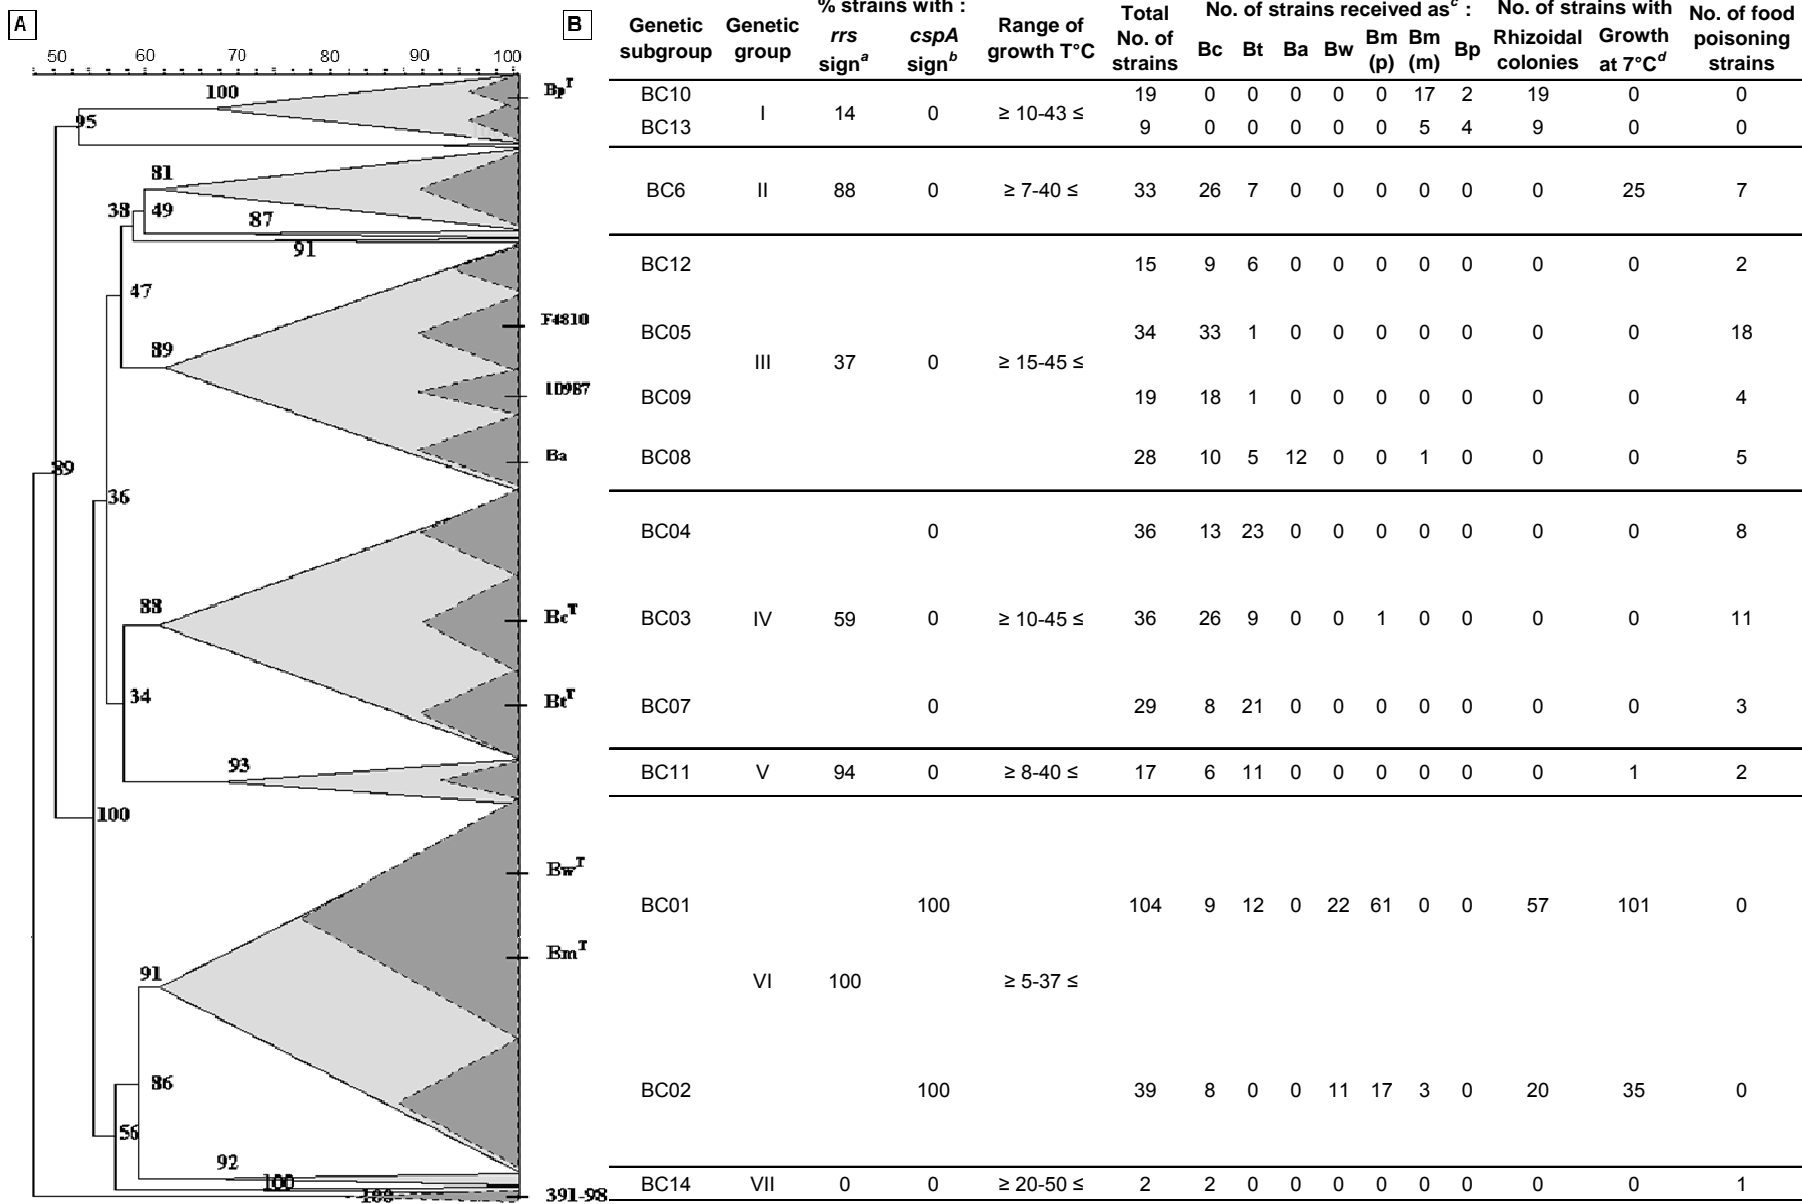 A
50 60 70 80 90 100
100
95
81
38 49
87
91
47
89
39
36
88
34
93
100
91
86
56
92
100
100
Bp^T
F4810
10987
Ba
Bc^T
Bt^T
Bw^T
Bm^T
391-98
B
Genetic subgroup Genetic group % strains with : rrs sign^a cspA sign^b Range of growth T°C Total No. of strains No. of strains received as^c : Bc Bt Ba Bw Bm (p) Bm (m) Bp No. of strains with Rhizoidal colonies Growth at 7°C^d No. of food poisoning strains
BC10 19 0 0 0 0 0 17 2 19 0 0
I 14 0 ≥ 10-43 ≤
BC13 9 0 0 0 0 0 5 4 9 0 0
BC6 II 88 0 ≥ 7-40 ≤ 33 26 7 0 0 0 0 0 0 25 7
BC12 15 9 6 0 0 0 0 0 0 0 2
BC05 34 33 1 0 0 0 0 0 0 0 18
III 37 0 ≥ 15-45 ≤
BC09 19 18 1 0 0 0 0 0 0 0 4
BC08 28 10 5 12 0 0 1 0 0 0 5
BC04 0 36 13 23 0 0 0 0 0 0 0 8
BC03 IV 59 0 ≥ 10-45 ≤ 36 26 9 0 0 1 0 0 0 0 11
BC07 0 29 8 21 0 0 0 0 0 0 0 3
BC11 V 94 0 ≥ 8-40 ≤ 17 6 11 0 0 0 0 0 0 1 2
BC01 100 104 9 12 0 22 61 0 0 57 101 0
VI 100 ≥ 5-37 ≤
BC02 100 39 8 0 0 11 17 3 0 20 35 0
BC14 VII 0 0 ≥ 20-50 ≤ 2 2 0 0 0 0 0 0 0 0 1